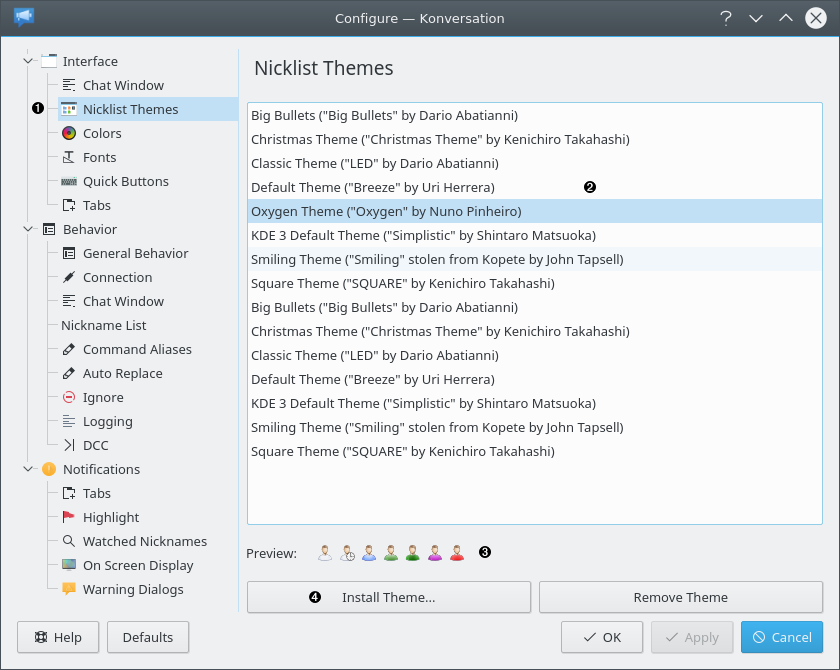 Configure — Konversation
Interface
Chat Window
❶ Nicklist Themes
Colors
Fonts
Quick Buttons
Tabs
Behavior
General Behavior
Connection
Chat Window
Nickname List
Command Aliases
Auto Replace
Ignore
Logging
DCC
Notifications
Tabs
Highlight
Watched Nicknames
On Screen Display
Warning Dialogs
Nicklist Themes
Big Bullets ("Big Bullets" by Dario Abatianni)
Christmas Theme ("Christmas Theme" by Kenichiro Takahashi)
Classic Theme ("LED" by Dario Abatianni)
Default Theme ("Breeze" by Uri Herrera) ❷
Oxygen Theme ("Oxygen" by Nuno Pinheiro)
KDE 3 Default Theme ("Simplistic" by Shintaro Matsuoka)
Smiling Theme ("Smiling" stolen from Kopete by John Tapsell)
Square Theme ("SQUARE" by Kenichiro Takahashi)
Big Bullets ("Big Bullets" by Dario Abatianni)
Christmas Theme ("Christmas Theme" by Kenichiro Takahashi)
Classic Theme ("LED" by Dario Abatianni)
Default Theme ("Breeze" by Uri Herrera)
KDE 3 Default Theme ("Simplistic" by Shintaro Matsuoka)
Smiling Theme ("Smiling" stolen from Kopete by John Tapsell)
Square Theme ("SQUARE" by Kenichiro Takahashi)
Preview: ❸
❹ Install Theme... Remove Theme
Help Defaults OK Apply Cancel